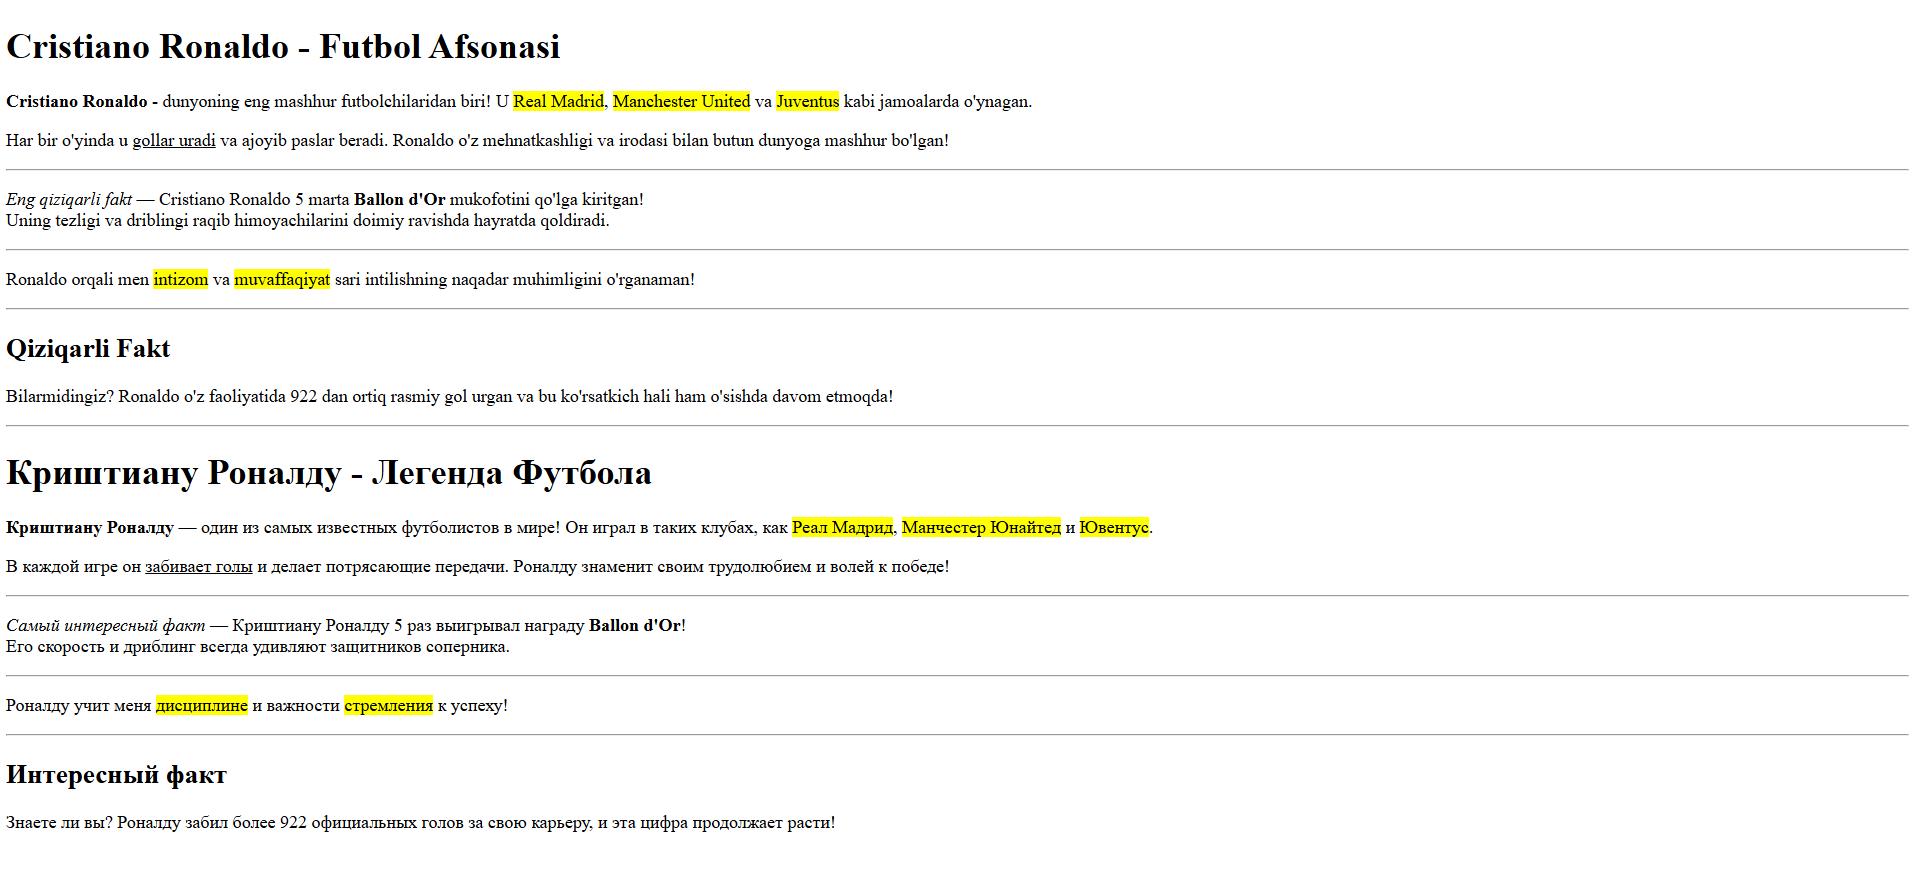 Cristiano Ronaldo - Futbol Afsonasi
Cristiano Ronaldo - dunyoning eng mashhur futbolchilaridan biri! U Real Madrid, Manchester United va Juventus kabi jamoalarda o'ynagan.
Har bir o'yinda u gollar uradi va ajoyib paslar beradi. Ronaldo o'z mehnatkashligi va irodasi bilan butun dunyoga mashhur bo'lgan!
Eng qiziqarli fakt — Cristiano Ronaldo 5 marta Ballon d'Or mukofotini qo'lga kiritgan!
Uning tezligi va driblingi raqib himoyachilarini doimiy ravishda hayratda qoldiradi.
Ronaldo orqali men intizom va muvaffaqiyat sari intilishning naqadar muhimligini o'rganaman!
Qiziqarli Fakt
Bilarmidingiz? Ronaldo o'z faoliyatida 922 dan ortiq rasmiy gol urgan va bu ko'rsatkich hali ham o'sishda davom etmoqda!
Криштиану Роналду - Легенда Футбола
Криштиану Роналду — один из самых известных футболистов в мире! Он играл в таких клубах, как Реал Мадрид, Манчестер Юнайтед и Ювентус.
В каждой игре он забивает голы и делает потрясающие передачи. Роналду знаменит своим трудолюбием и волей к победе!
Самый интересный факт — Криштиану Роналду 5 раз выигрывал награду Ballon d'Or!
Его скорость и дриблинг всегда удивляют защитников соперника.
Роналду учит меня дисциплине и важности стремления к успеху!
Интересный факт
Знаете ли вы? Роналду забил более 922 официальных голов за свою карьеру, и эта цифра продолжает расти!